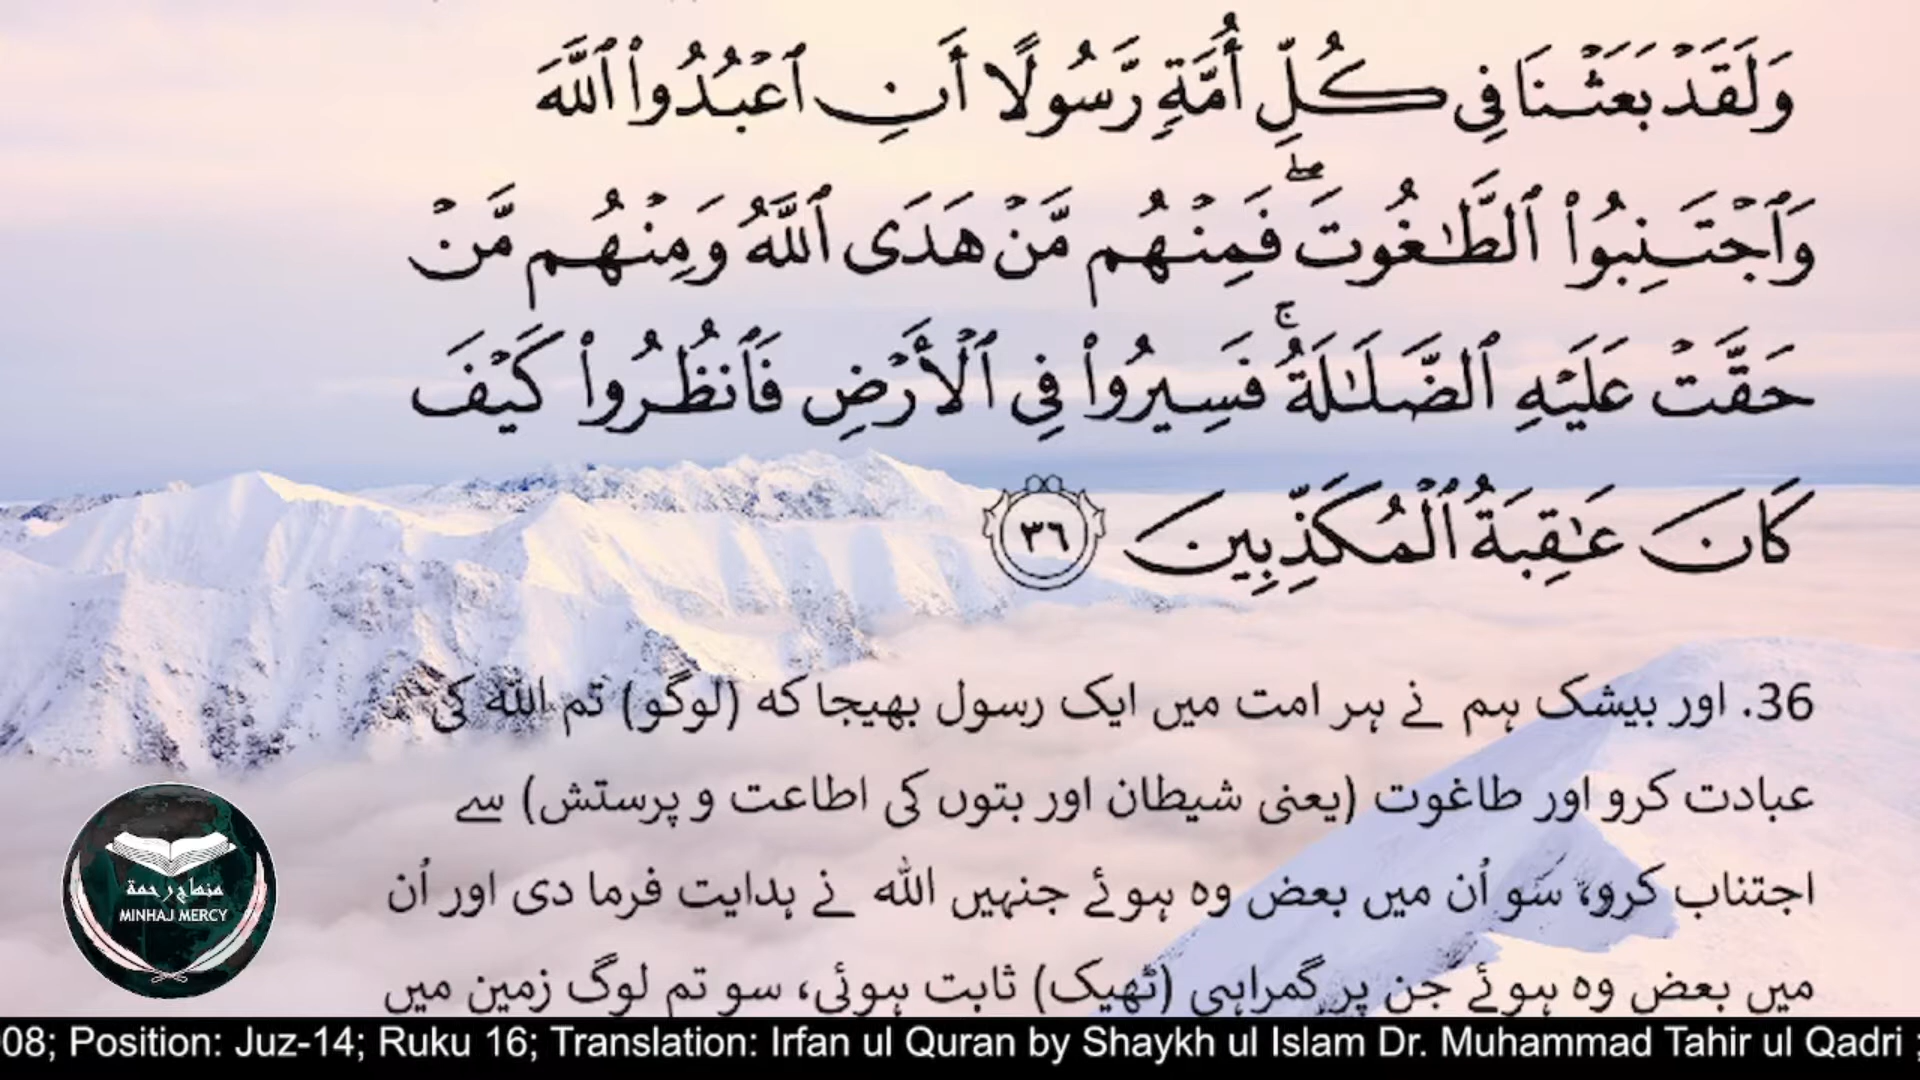 وَلَقَدْ بَعَثْنَا فِى كُلِّ أُمَّةٍ رَّسُولًا أَنِ ٱعْبُدُوا۟ ٱللَّهَ
وَٱجْتَنِبُوا۟ ٱلطَّـٰغُوتَ ۖ فَمِنْهُم مَّنْ هَدَى ٱللَّهُ وَمِنْهُم مَّنْ
حَقَّتْ عَلَيْهِ ٱلضَّلَـٰلَةُ ۚ فَسِيرُوا۟ فِى ٱلْأَرْضِ فَٱنظُرُوا۟ كَيْفَ
كَانَ عَـٰقِبَةُ ٱلْمُكَذِّبِينَ ٣٦
36. اور بیشک ہم نے ہر امت میں ایک رسول بھیجا کہ (لوگو) تم اللہ کی
عبادت کرو اور طاغوت (یعنی شیطان اور بتوں کی اطاعت و پرستش) سے
اجتناب کرو، سو اُن میں بعض وہ ہوئے جنہیں اللہ نے ہدایت فرما دی اور اُن
میں بعض وہ ہوئے جن پر گمراہی (ٹھیک) ثابت ہوئی، سو تم لوگ زمین میں
منهاج رحمة
MINHAJ MERCY
08; Position: Juz-14; Ruku 16; Translation: Irfan ul Quran by Shaykh ul Islam Dr. Muhammad Tahir ul Qadri ;